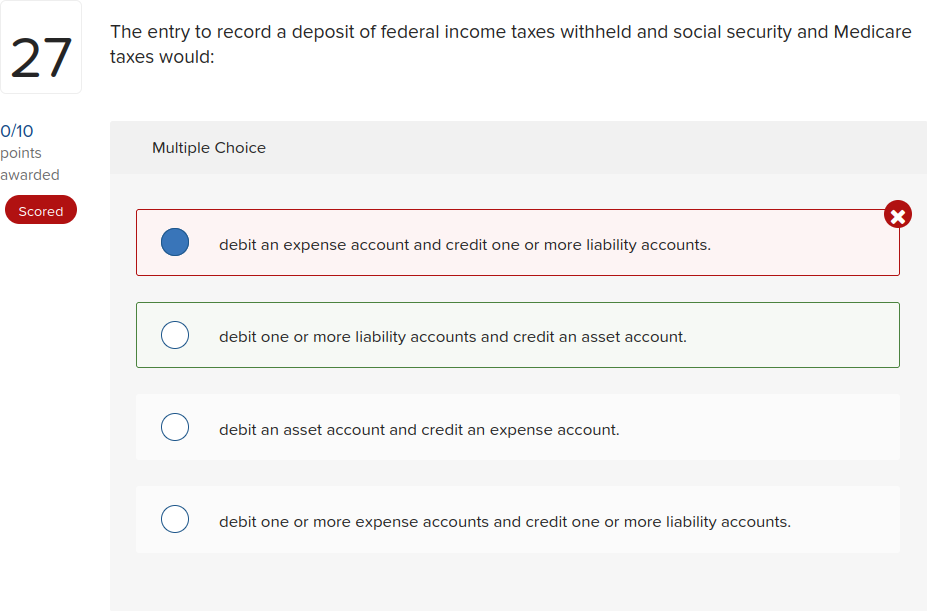 27
The entry to record a deposit of federal income taxes withheld and social security and Medicare
taxes would:
0/10
points
awarded
Scored
Multiple Choice
debit an expense account and credit one or more liability accounts.
debit one or more liability accounts and credit an asset account.
debit an asset account and credit an expense account.
debit one or more expense accounts and credit one or more liability accounts.